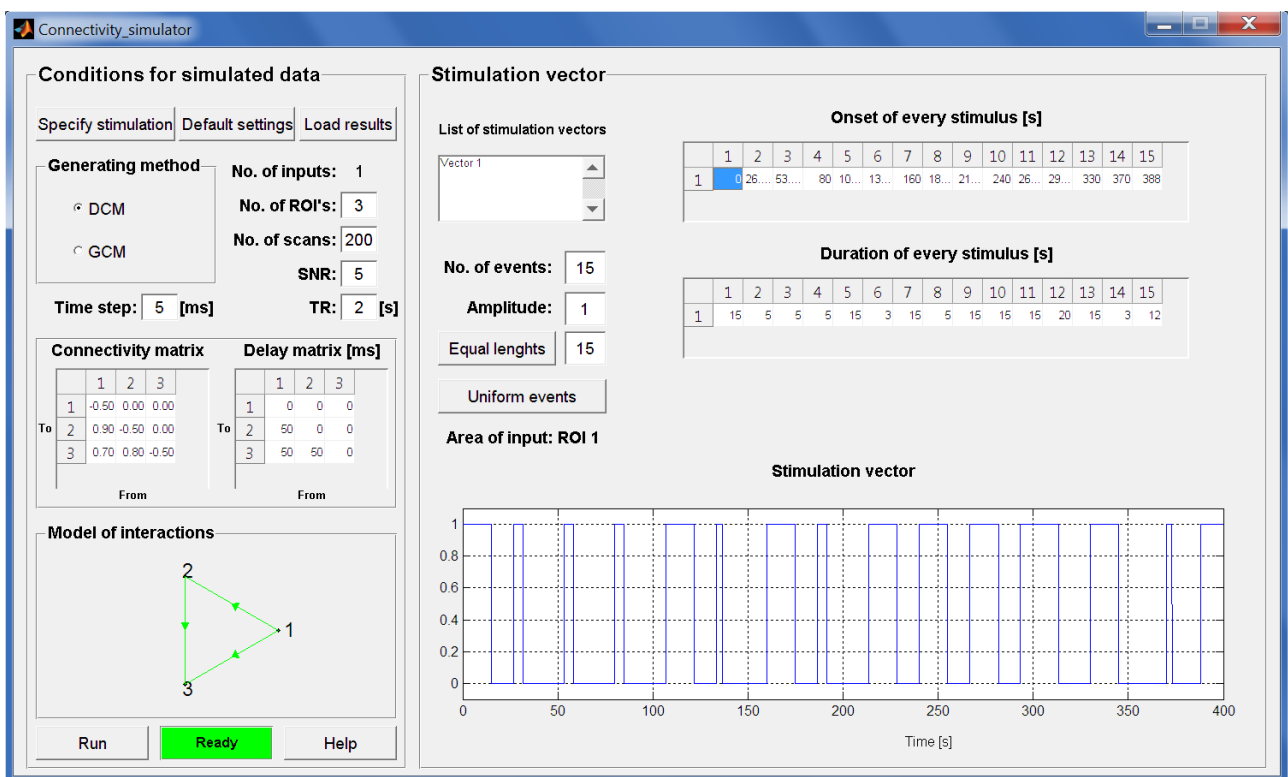 Connectivity_simulator
Conditions for simulated data
Specify stimulation Default settings Load results
Generating method
DCM
GCM
No. of inputs: 1
No. of ROI's: 3
No. of scans: 200
SNR: 5
Time step: 5 [ms]
TR: 2 [s]
Connectivity matrix
1 2 3
1 -0.50 0.00 0.00
To 2 0.90 -0.50 0.00
3 0.70 0.80 -0.50
From
Delay matrix [ms]
1 2 3
1 0 0 0
To 2 50 0 0
3 50 50 0
From
Model of interactions
2
1
3
Run Ready Help
Stimulation vector
List of stimulation vectors
Vector 1
No. of events: 15
Amplitude: 1
Equal lenghts 15
Uniform events
Area of input: ROI 1
Onset of every stimulus [s]
1 2 3 4 5 6 7 8 9 10 11 12 13 14 15
1 0 26.... 53.... 80 10... 13... 160 18... 21... 240 26... 29... 330 370 388
Duration of every stimulus [s]
1 2 3 4 5 6 7 8 9 10 11 12 13 14 15
1 15 5 5 5 15 3 15 5 15 15 15 20 15 3 12
Stimulation vector
1
0.8
0.6
0.4
0.2
0
0 50 100 150 200 250 300 350 400
Time [s]